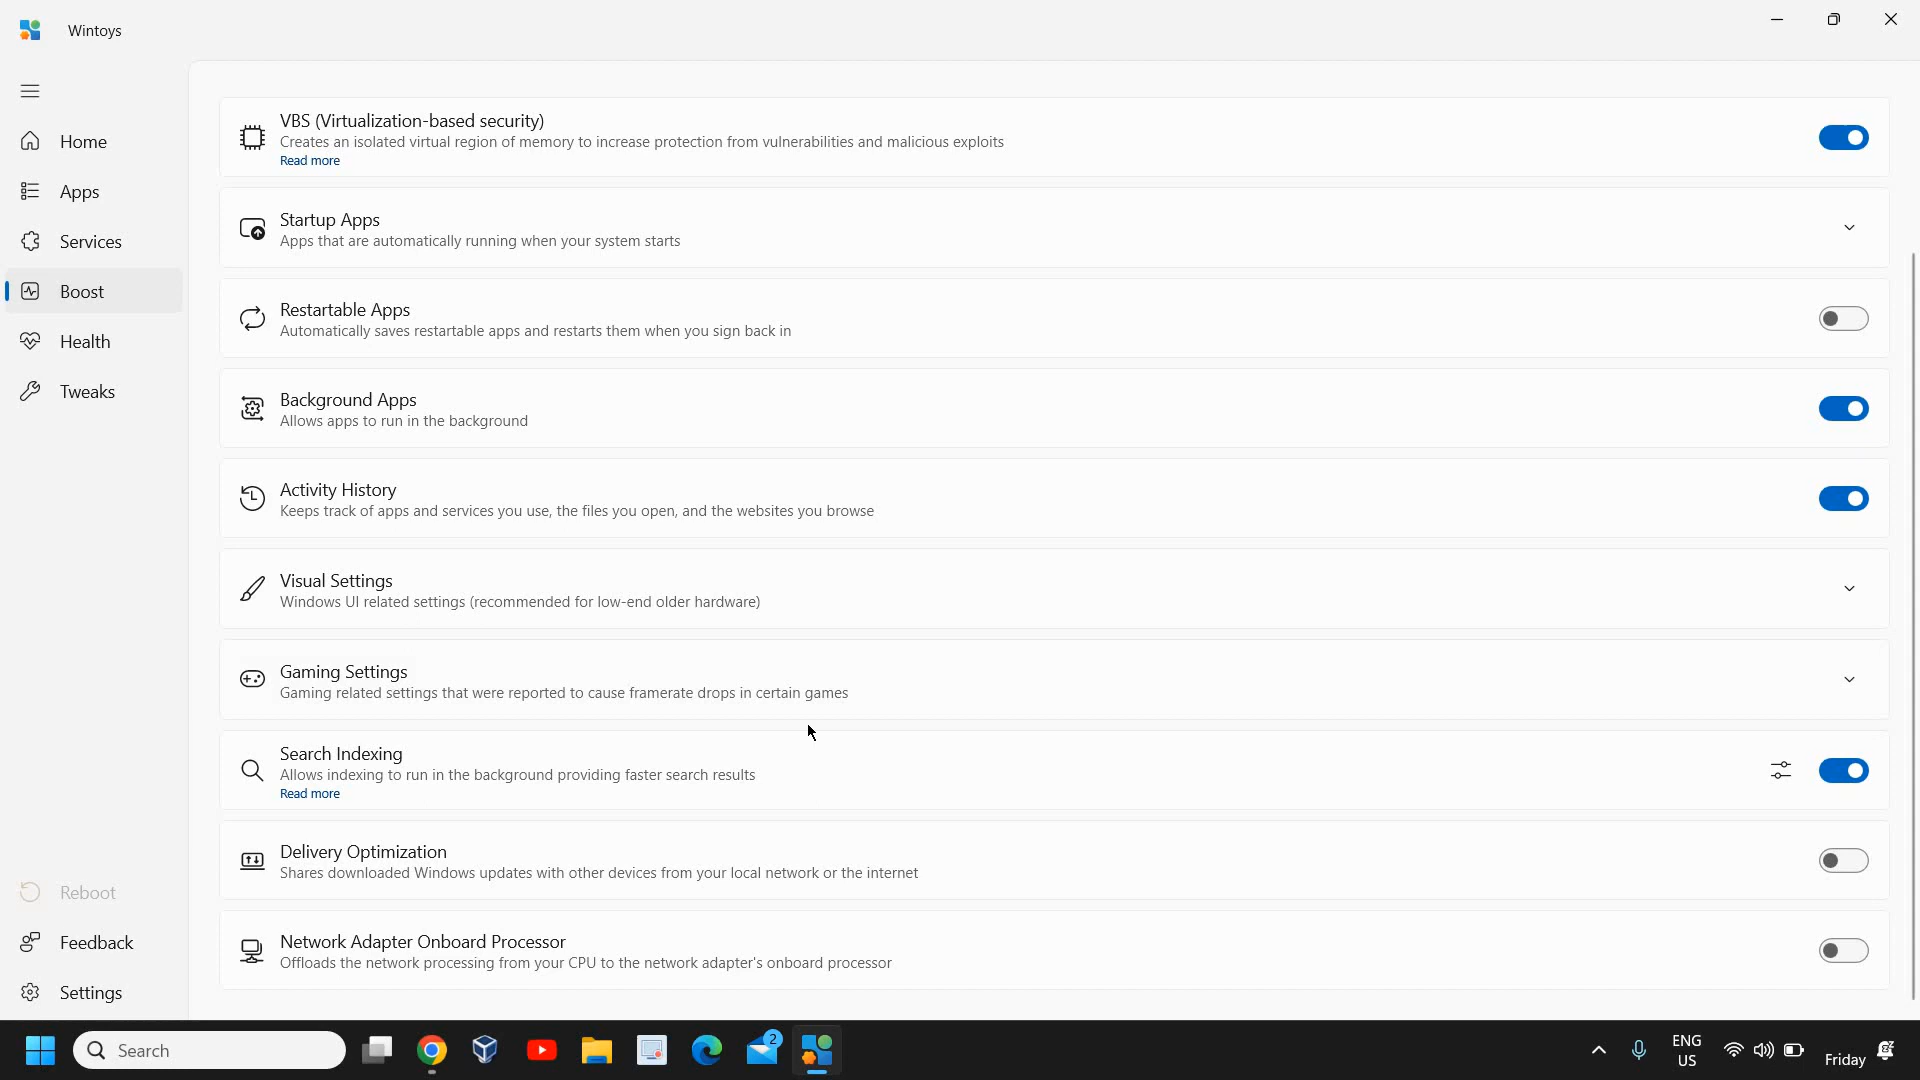 Wintoys
Home
Apps
Services
Boost
Health
Tweaks
Reboot
Feedback
Settings
VBS (Virtualization-based security)
Creates an isolated virtual region of memory to increase protection from vulnerabilities and malicious exploits
Read more
Startup Apps
Apps that are automatically running when your system starts
Restartable Apps
Automatically saves restartable apps and restarts them when you sign back in
Background Apps
Allows apps to run in the background
Activity History
Keeps track of apps and services you use, the files you open, and the websites you browse
Visual Settings
Windows UI related settings (recommended for low-end older hardware)
Gaming Settings
Gaming related settings that were reported to cause framerate drops in certain games
Search Indexing
Allows indexing to run in the background providing faster search results
Read more
Delivery Optimization
Shares downloaded Windows updates with other devices from your local network or the internet
Network Adapter Onboard Processor
Offloads the network processing from your CPU to the network adapter's onboard processor
Search
2
ENG
US
Friday